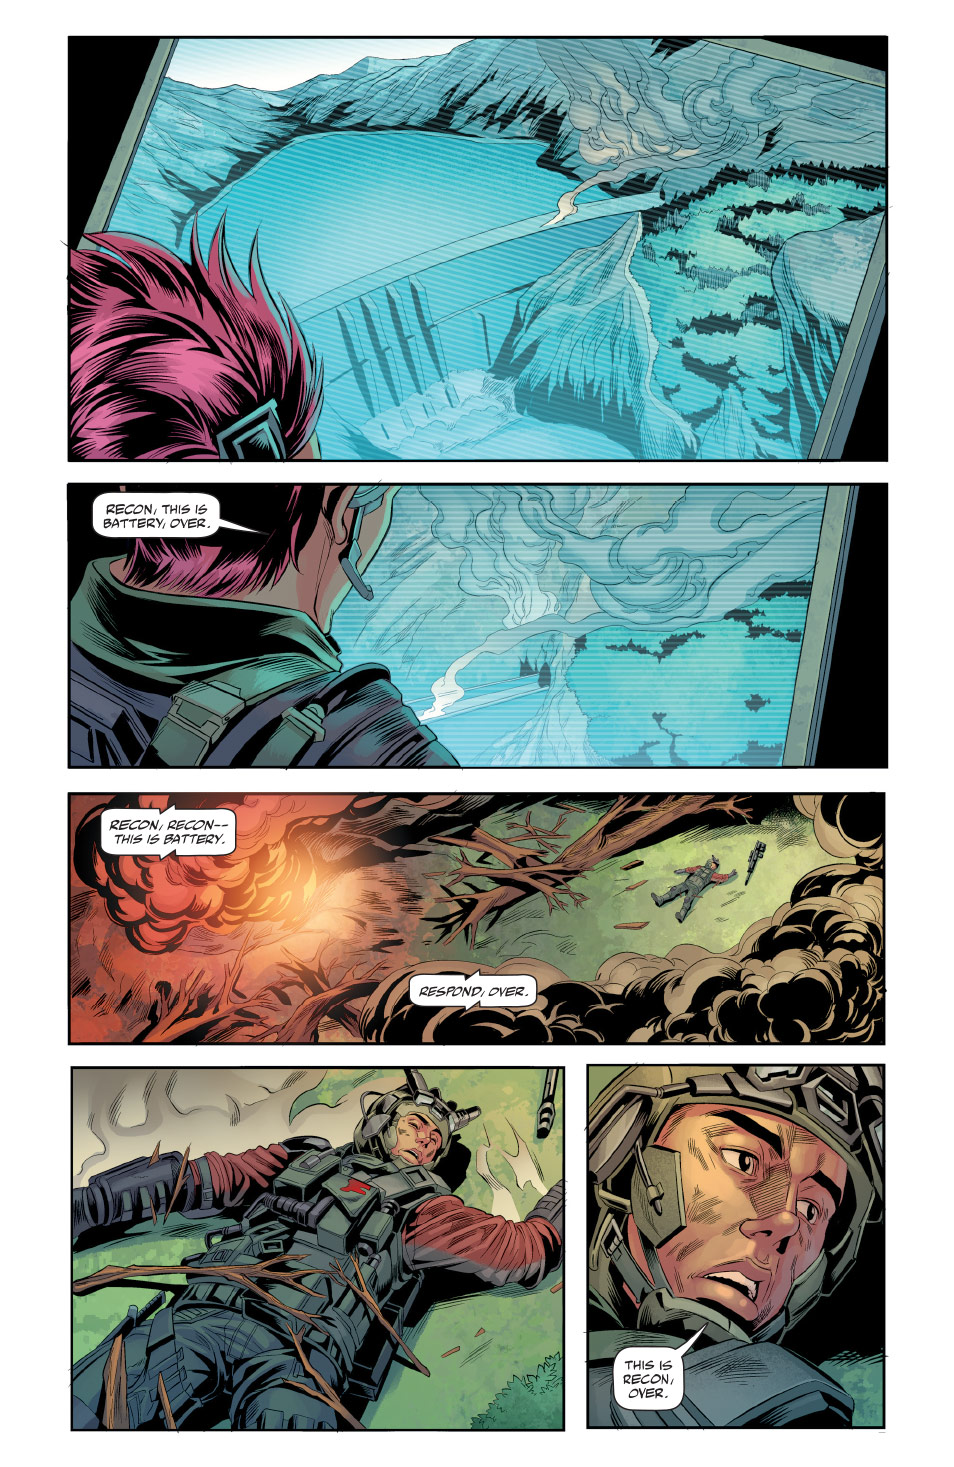 RECON, THIS IS
BATTERY, OVER.
RECON, RECON--
THIS IS BATTERY.
RESPOND, OVER.
THIS IS
RECON,
OVER.